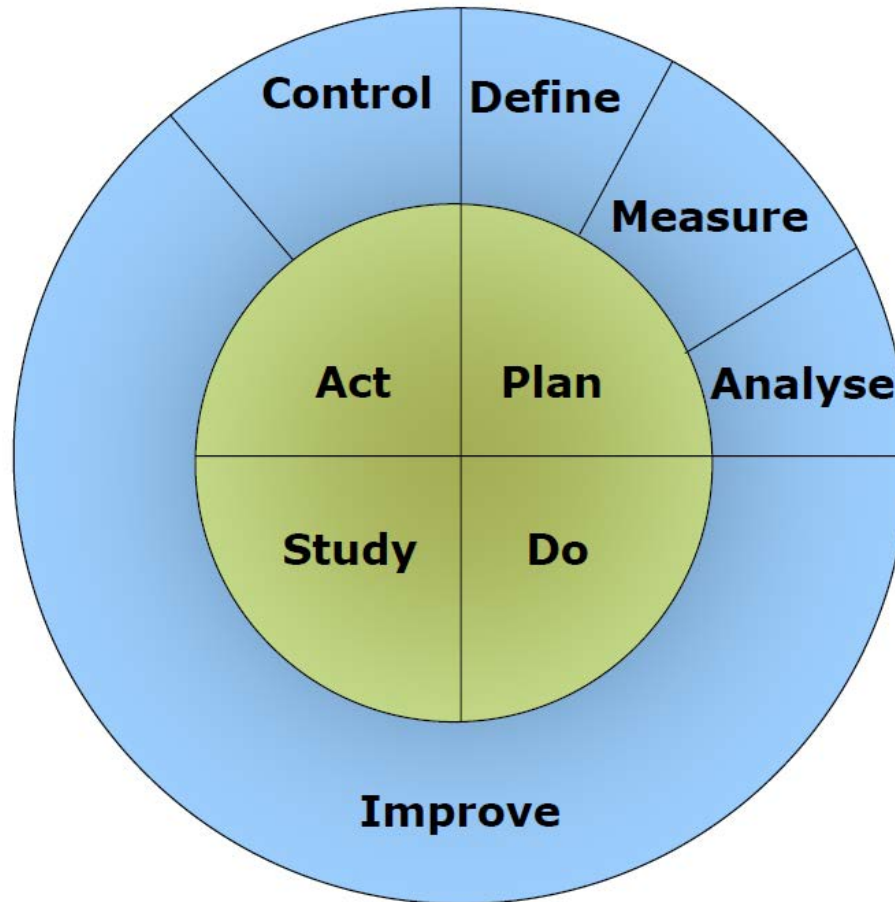 Control
Define
Measure
Analyse
Act
Plan
Study
Do
Improve